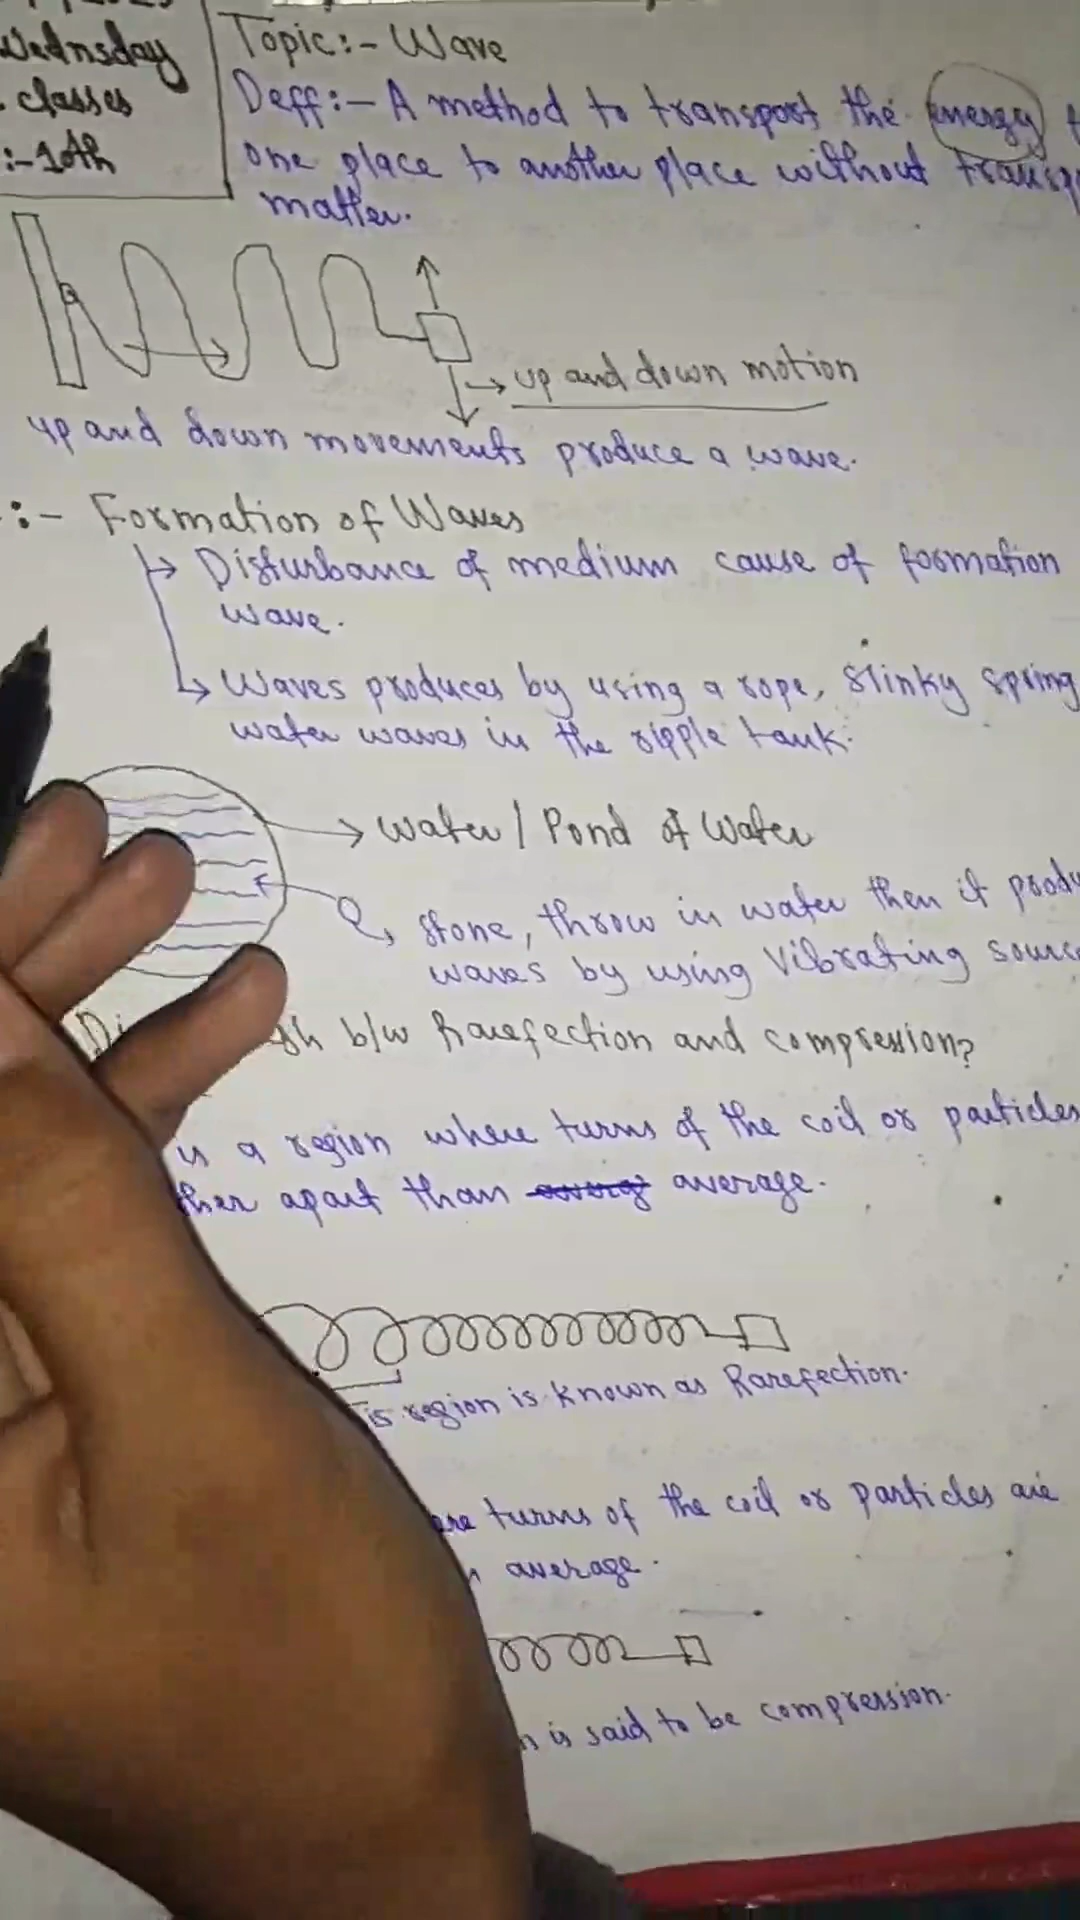 Wednsday
classes
:-10th
Topic:- Wave
Deff:- A method to transport the energy
one place to another place without
matter.
up and down motion
up and down movements produce a wave.
:- Formation of Waves
Disturbance of medium cause of formation
wave.
Waves produces by using a rope, slinky spring
water waves in the ripple tank.
Water / Pond of Water
stone, throw in water then it
waves by using Vibrating
b/w Rarefection and compression?
is a region where turns of the coil or particles
apart than average.
region is known as Rarefection.
turns of the coil or particles are
average.
is said to be compression.